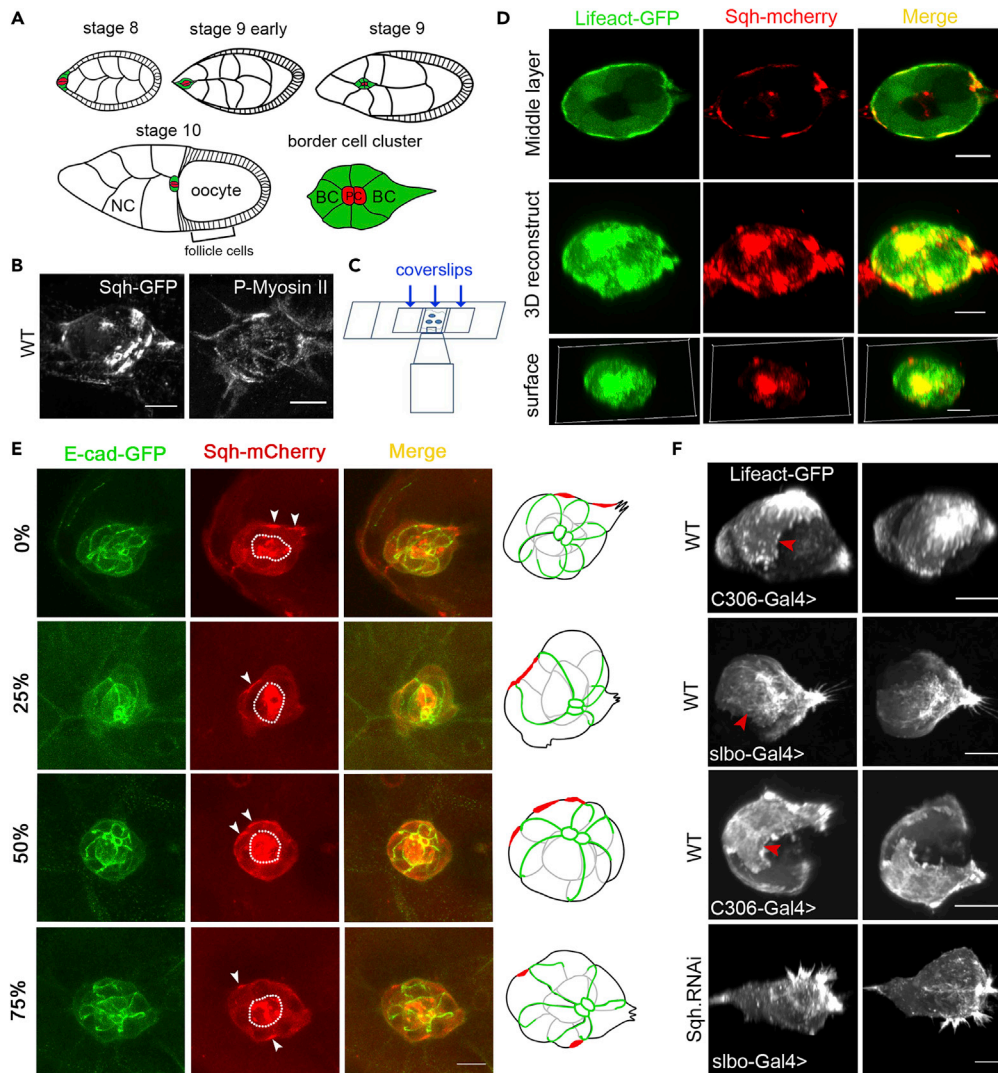 A
stage 8
stage 9 early
stage 9
stage 10
border cell cluster
NC
oocyte
follicle cells
BC
PC
BC
B
Sqh-GFP
P-Myosin II
WT
C
coverslips
D
Lifeact-GFP
Sqh-mcherry
Merge
Middle layer
3D reconstruct
surface
E
E-cad-GFP
Sqh-mCherry
Merge
0%
25%
50%
75%
F
Lifeact-GFP
WT
C306-Gal4>
WT
slbo-Gal4>
WT
C306-Gal4>
Sqh.RNAi
slbo-Gal4>